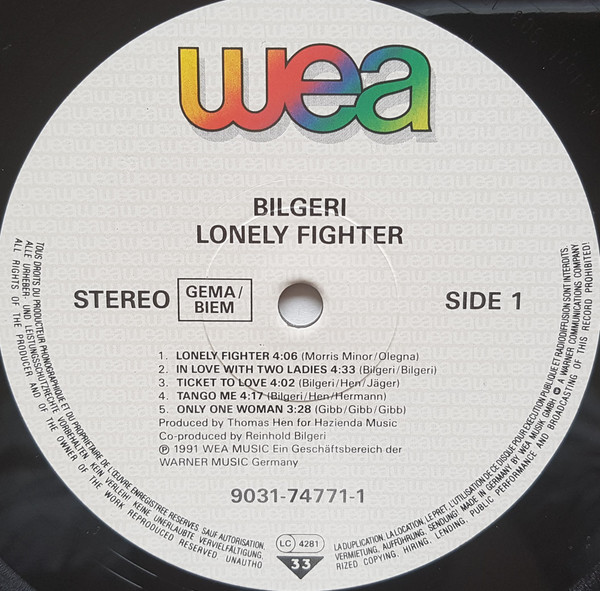 wea
BILGERI
LONELY FIGHTER
STEREO GEMA/BIEM SIDE 1
1. LONELY FIGHTER 4:06 (Morris Minor/Olegna)
2. IN LOVE WITH TWO LADIES 4:33 (Bilgeri/Bilgeri)
3. TICKET TO LOVE 4:02 (Bilgeri/Hen/Jäger)
4. TANGO ME 4:17 (Bilgeri/Hen/Hermann)
5. ONLY ONE WOMAN 3:28 (Gibb/Gibb/Gibb)
Produced by Thomas Hen for Hazienda Music
Co-produced by Reinhold Bilgeri
Ⓟ 1991 WEA MUSIC Ein Geschäftsbereich der
WARNER MUSIC Germany
9031-74771-1
LC 4281
33
TOUS DROITS DU PRODUCTEUR PHONOGRAPHIQUE ET DU PROPRIETAIRE DE L'ŒUVRE ENREGISTREE RESERVES. SAUF AUTORISATION
LA DUPLICATION, LA LOCATION, LE PRET, L'UTILISATION DE CE DISQUE POUR EXECUTION PUBLIQUE ET RADIODIFFUSION SONT INTERDITS.
ALLE URHEBER- UND LEISTUNGSSCHUTZRECHTE VORBEHALTEN. KEIN VERLEIH! KEINE UNERLAUBTE VERVIELFÄLTIGUNG,
VERMIETUNG, AUFFÜHRUNG, SENDUNG! MADE IN GERMANY BY WEA MUSIK GMBH A WARNER COMMUNICATIONS COMPANY
ALL RIGHTS OF THE PRODUCER AND OF THE OWNER OF THE WORK REPRODUCED RESERVED UNAUTHO
RIZED COPYING, HIRING, LENDING, PUBLIC PERFORMANCE AND BROADCASTING OF THIS RECORD PROHIBITED!